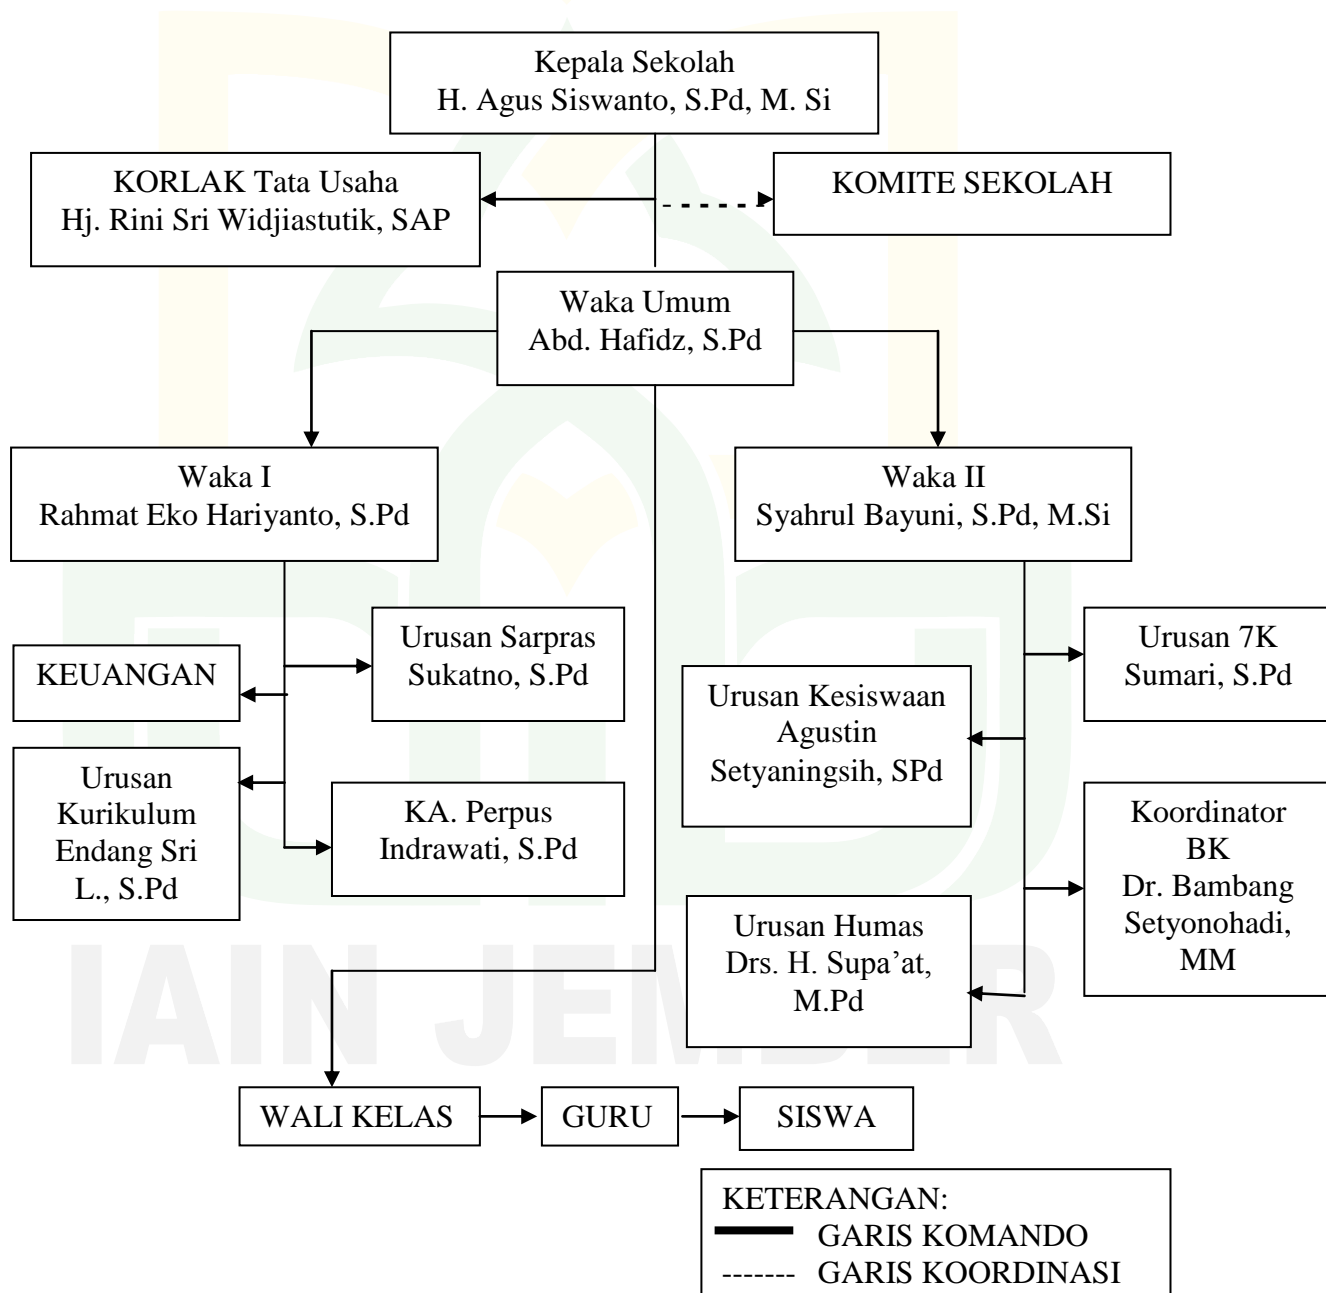 Kepala Sekolah
H. Agus Siswanto, S.Pd, M. Si
KORLAK Tata Usaha
Hj. Rini Sri Widjiastutik, SAP
KOMITE SEKOLAH
Waka Umum
Abd. Hafidz, S.Pd
Waka I
Rahmat Eko Hariyanto, S.Pd
Waka II
Syahrul Bayuni, S.Pd, M.Si
KEUANGAN
Urusan Sarpras
Sukatno, S.Pd
Urusan
Kurikulum
Endang Sri
L., S.Pd
KA. Perpus
Indrawati, S.Pd
Urusan Kesiswaan
Agustin
Setyaningsih, SPd
Urusan 7K
Sumari, S.Pd
Koordinator
BK
Dr. Bambang
Setyonohadi,
MM
Urusan Humas
Drs. H. Supa’at,
M.Pd
IAIN JEMBER
WALI KELAS
GURU
SISWA
KETERANGAN:
GARIS KOMANDO
GARIS KOORDINASI